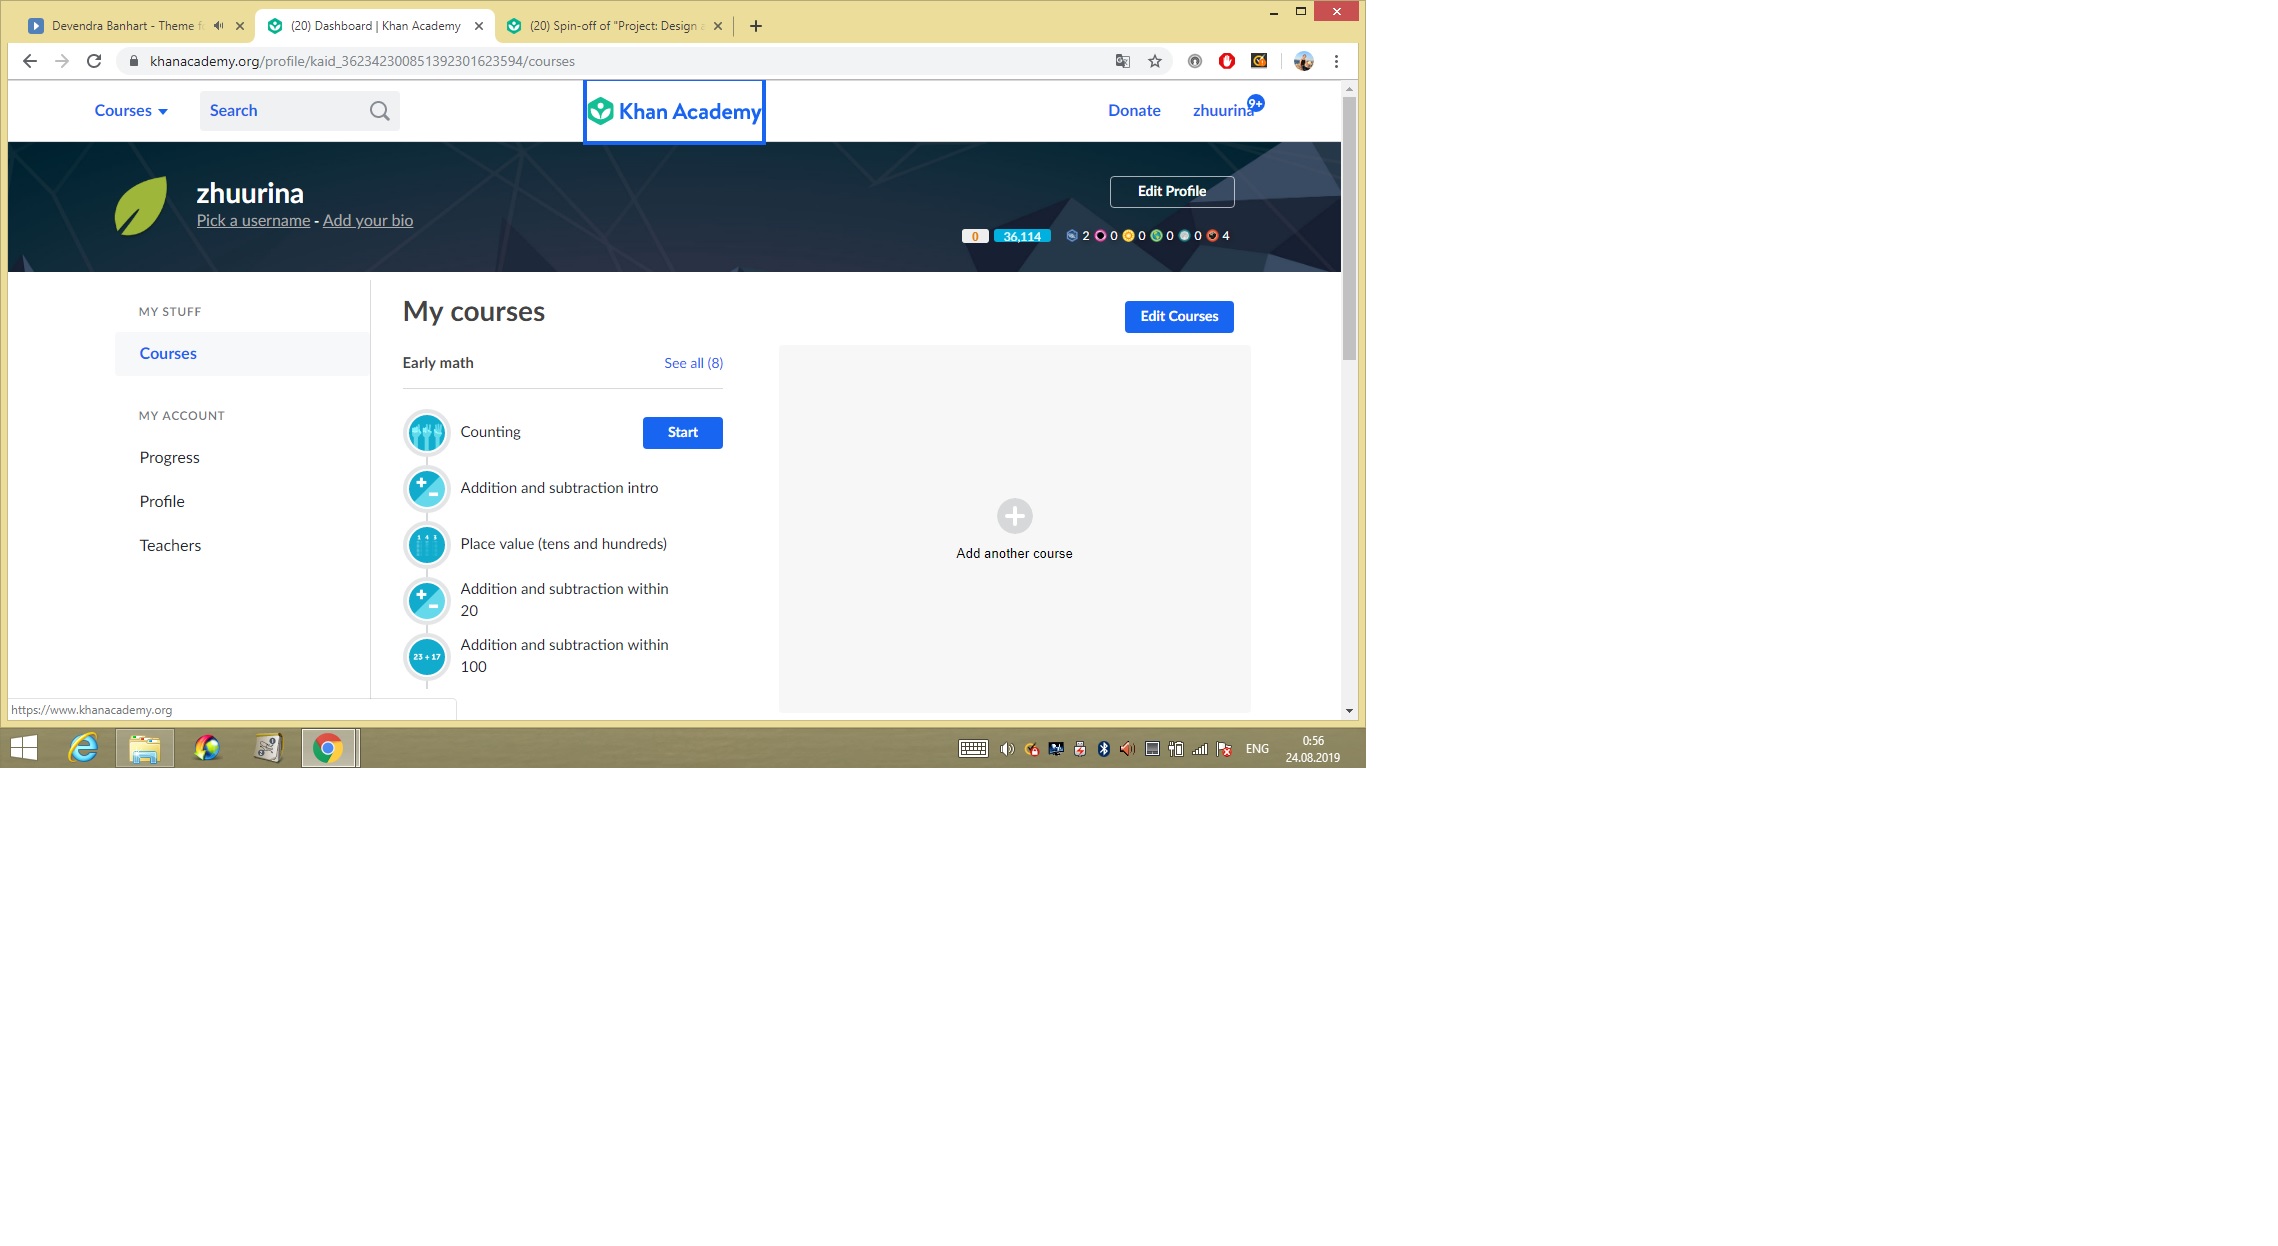 Devendra Banhart - Theme f
(20) Dashboard | Khan Academy
(20) Spin-off of "Project: Design a
khanacademy.org/profile/kaid_362342300851392301623594/courses
Courses
Search
Khan Academy
Donate
zhuurina
9+
zhuurina
Pick a username - Add your bio
Edit Profile
0 36,114 2 0 0 0 0 4
MY STUFF
Courses
MY ACCOUNT
Progress
Profile
Teachers
My courses
Edit Courses
Early math
See all (8)
Counting
Start
Addition and subtraction intro
Place value (tens and hundreds)
Addition and subtraction within
20
23 + 17
Addition and subtraction within
100
Add another course
https://www.khanacademy.org
ENG
0:56
24.08.2019